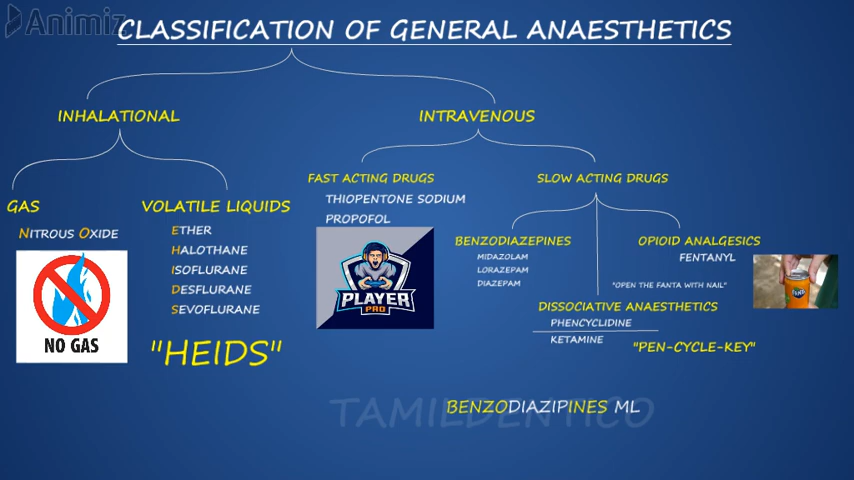 Animiz
CLASSIFICATION OF GENERAL ANAESTHETICS
INHALATIONAL
INTRAVENOUS
GAS
NITROUS OXIDE
NO GAS
VOLATILE LIQUIDS
ETHER
HALOTHANE
ISOFLURANE
DESFLURANE
SEVOFLURANE
"HEIDS"
FAST ACTING DRUGS
THIOPENTONE SODIUM
PROPOFOL
PLAYER
PRO
SLOW ACTING DRUGS
BENZODIAZEPINES
MIDAZOLAM
LORAZEPAM
DIAZEPAM
OPIOID ANALGESICS
FENTANYL
"OPEN THE FANTA WITH NAIL"
DISSOCIATIVE ANAESTHETICS
PHENCYCLIDINE
KETAMINE
"PEN-CYCLE-KEY"
BENZODIAZIPINES ML
TAMILDENTICO